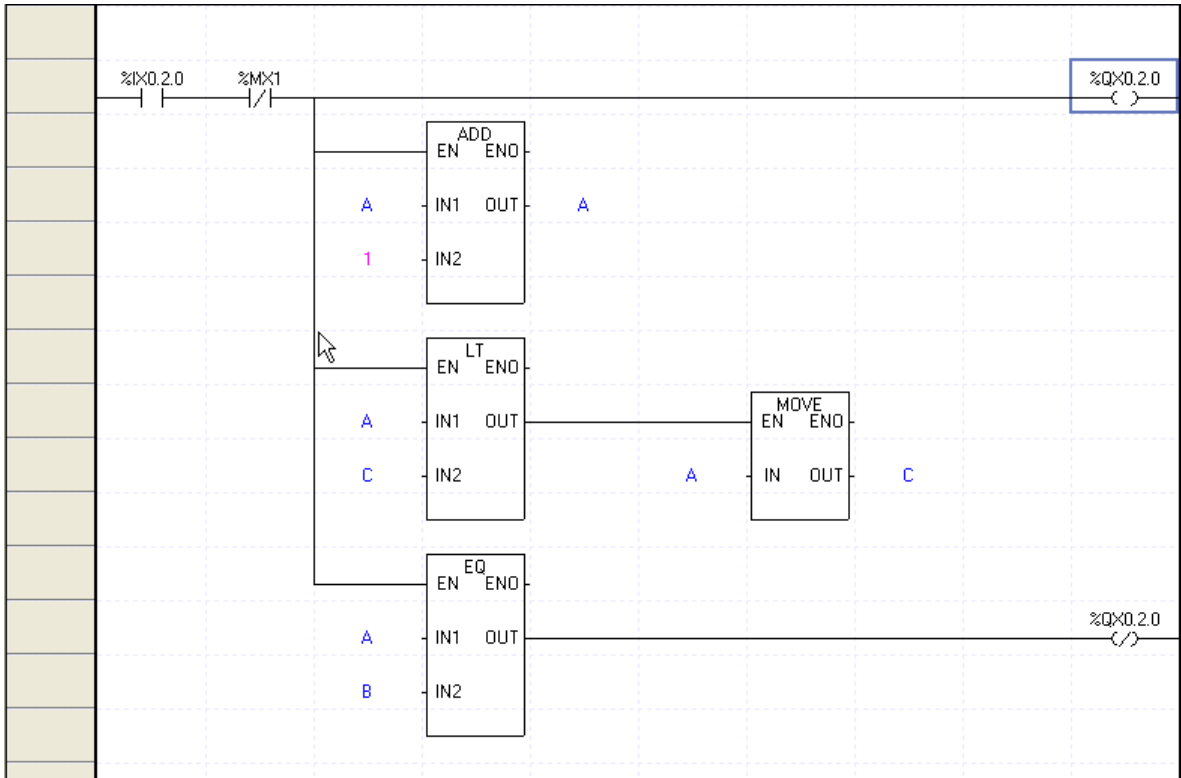 %IX0.2.0 %MX1 %QX0.2.0
ADD
EN ENO
A IN1 OUT A
1 IN2
LT
EN ENO
MOVE
A IN1 OUT EN ENO
C IN2 A IN OUT C
EQ
EN ENO
%QX0.2.0
A IN1 OUT
B IN2